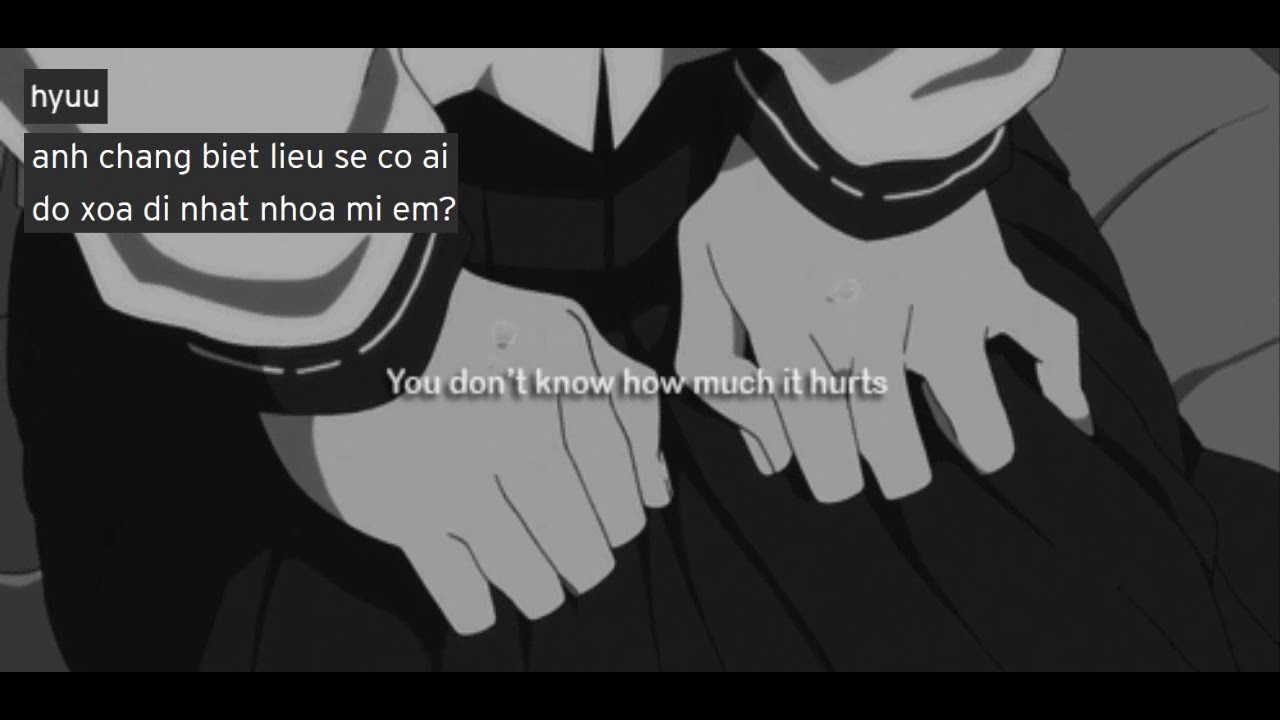 hyuu
anh chang biet lieu se co ai
do xoa di nhat nhoa mi em?
You don't know how much it hurts